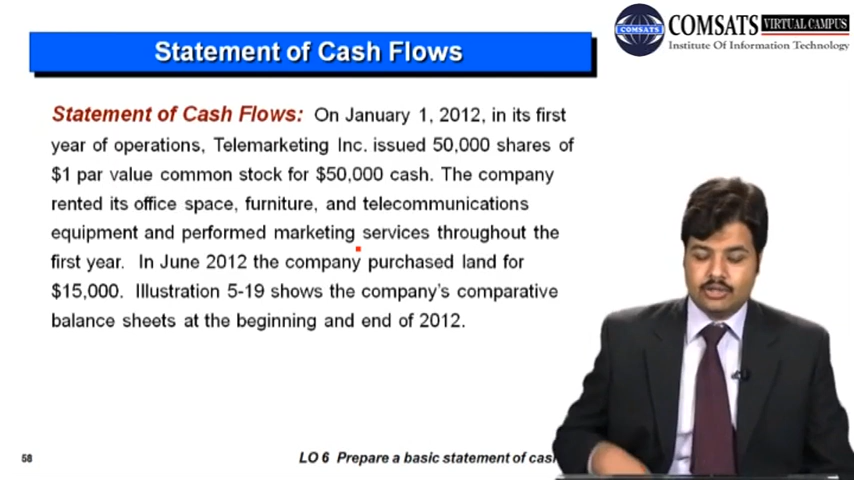 COMSATS VIRTUAL CAMPUS
Institute Of Information Technology
COMSATS
Statement of Cash Flows
Statement of Cash Flows: On January 1, 2012, in its first
year of operations, Telemarketing Inc. issued 50,000 shares of
$1 par value common stock for $50,000 cash. The company
rented its office space, furniture, and telecommunications
equipment and performed marketing services throughout the
first year. In June 2012 the company purchased land for
$15,000. Illustration 5-19 shows the company's comparative
balance sheets at the beginning and end of 2012.
58
LO 6 Prepare a basic statement of cas